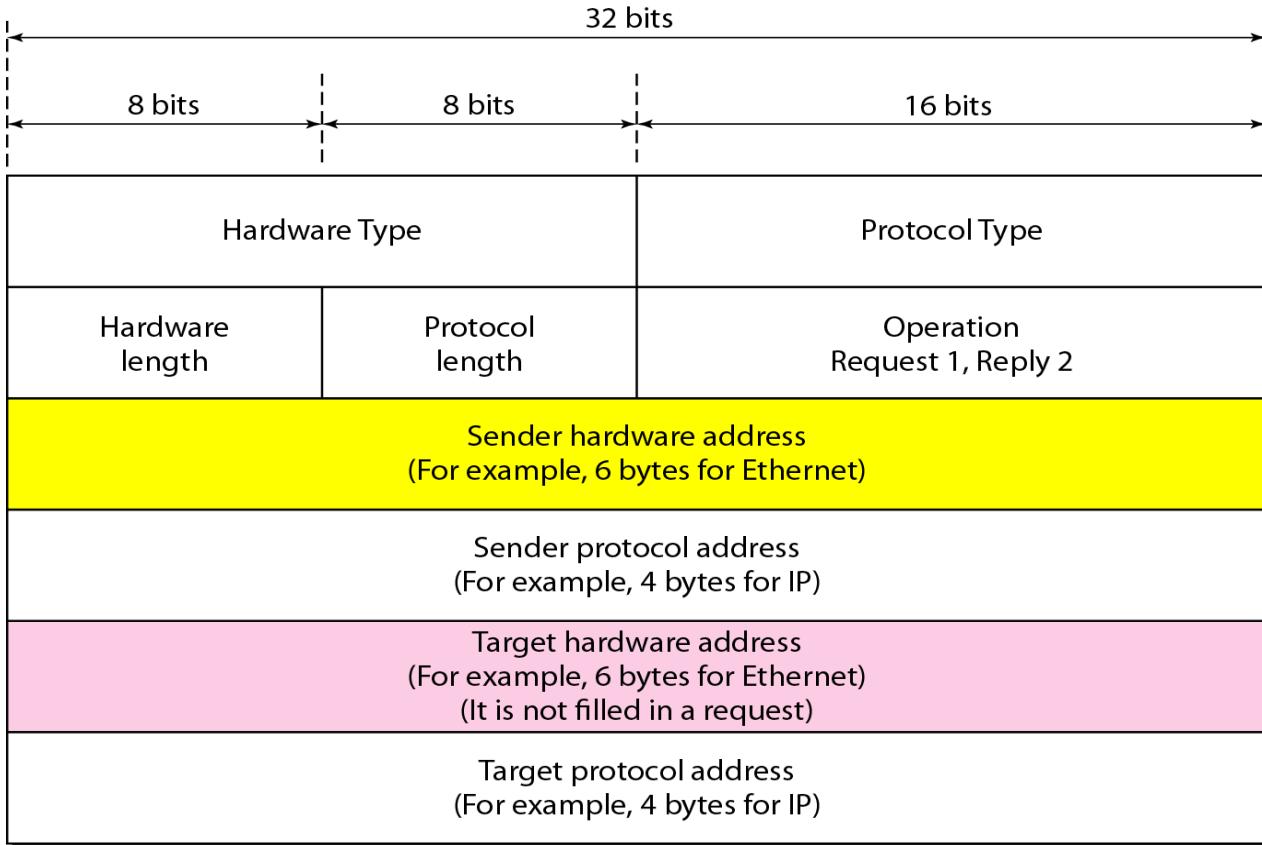 32 bits
8 bits 8 bits 16 bits
Hardware Type Protocol Type
Hardware
length
Protocol
length
Operation
Request 1, Reply 2
Sender hardware address
(For example, 6 bytes for Ethernet)
Sender protocol address
(For example, 4 bytes for IP)
Target hardware address
(For example, 6 bytes for Ethernet)
(It is not filled in a request)
Target protocol address
(For example, 4 bytes for IP)